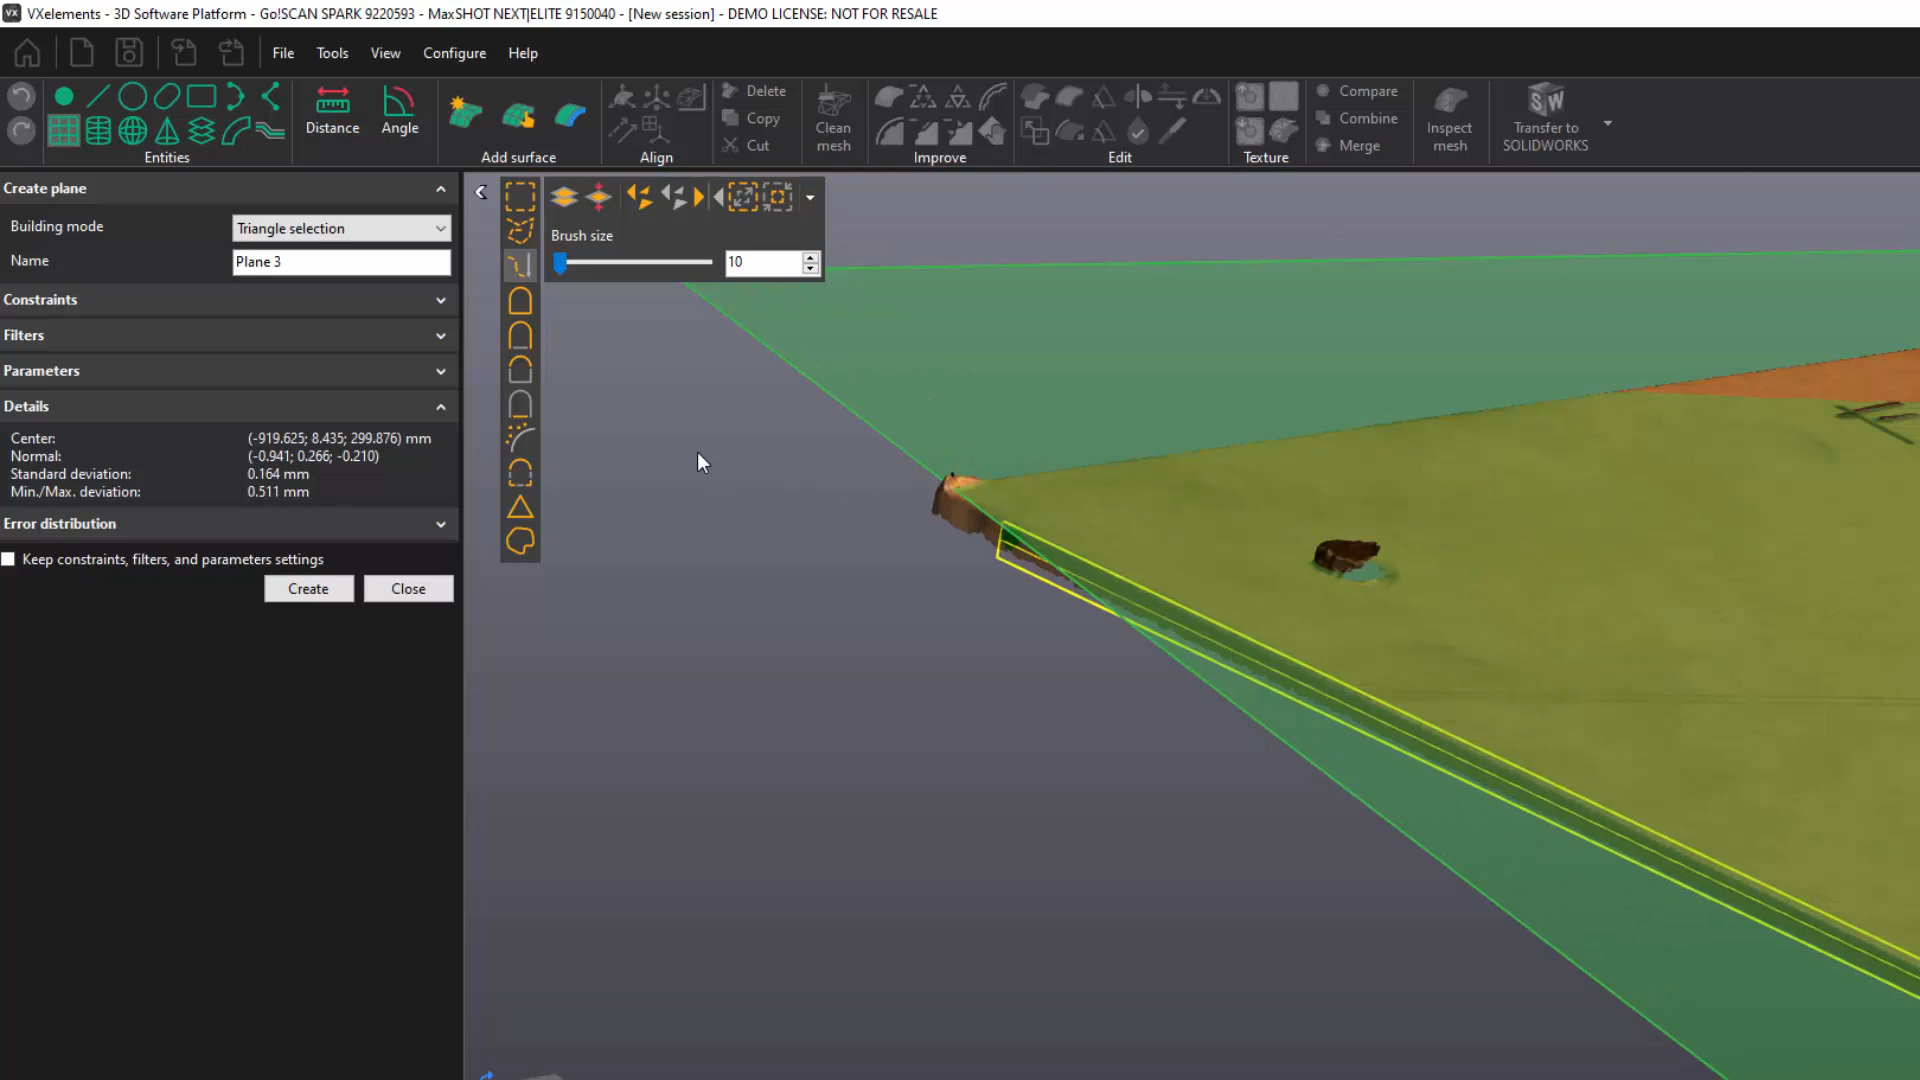 VXelements - 3D Software Platform - Go!SCAN SPARK 9220593 - MaxSHOT NEXT|ELITE 9150040 - [New session] - DEMO LICENSE: NOT FOR RESALE
File Tools View Configure Help
Distance Angle
Entities
Add surface
Align
Delete
Copy
Cut
Clean mesh
Improve
Edit
Texture
Compare
Combine
Merge
Inspect mesh
Transfer to SOLIDWORKS
Create plane
Building mode Triangle selection
Name Plane 3
Constraints
Filters
Parameters
Details
Center: (-919.625; 8.435; 299.876) mm
Normal: (-0.941; 0.266; -0.210)
Standard deviation: 0.164 mm
Min./Max. deviation: 0.511 mm
Error distribution
Keep constraints, filters, and parameters settings
Create Close
Brush size
10